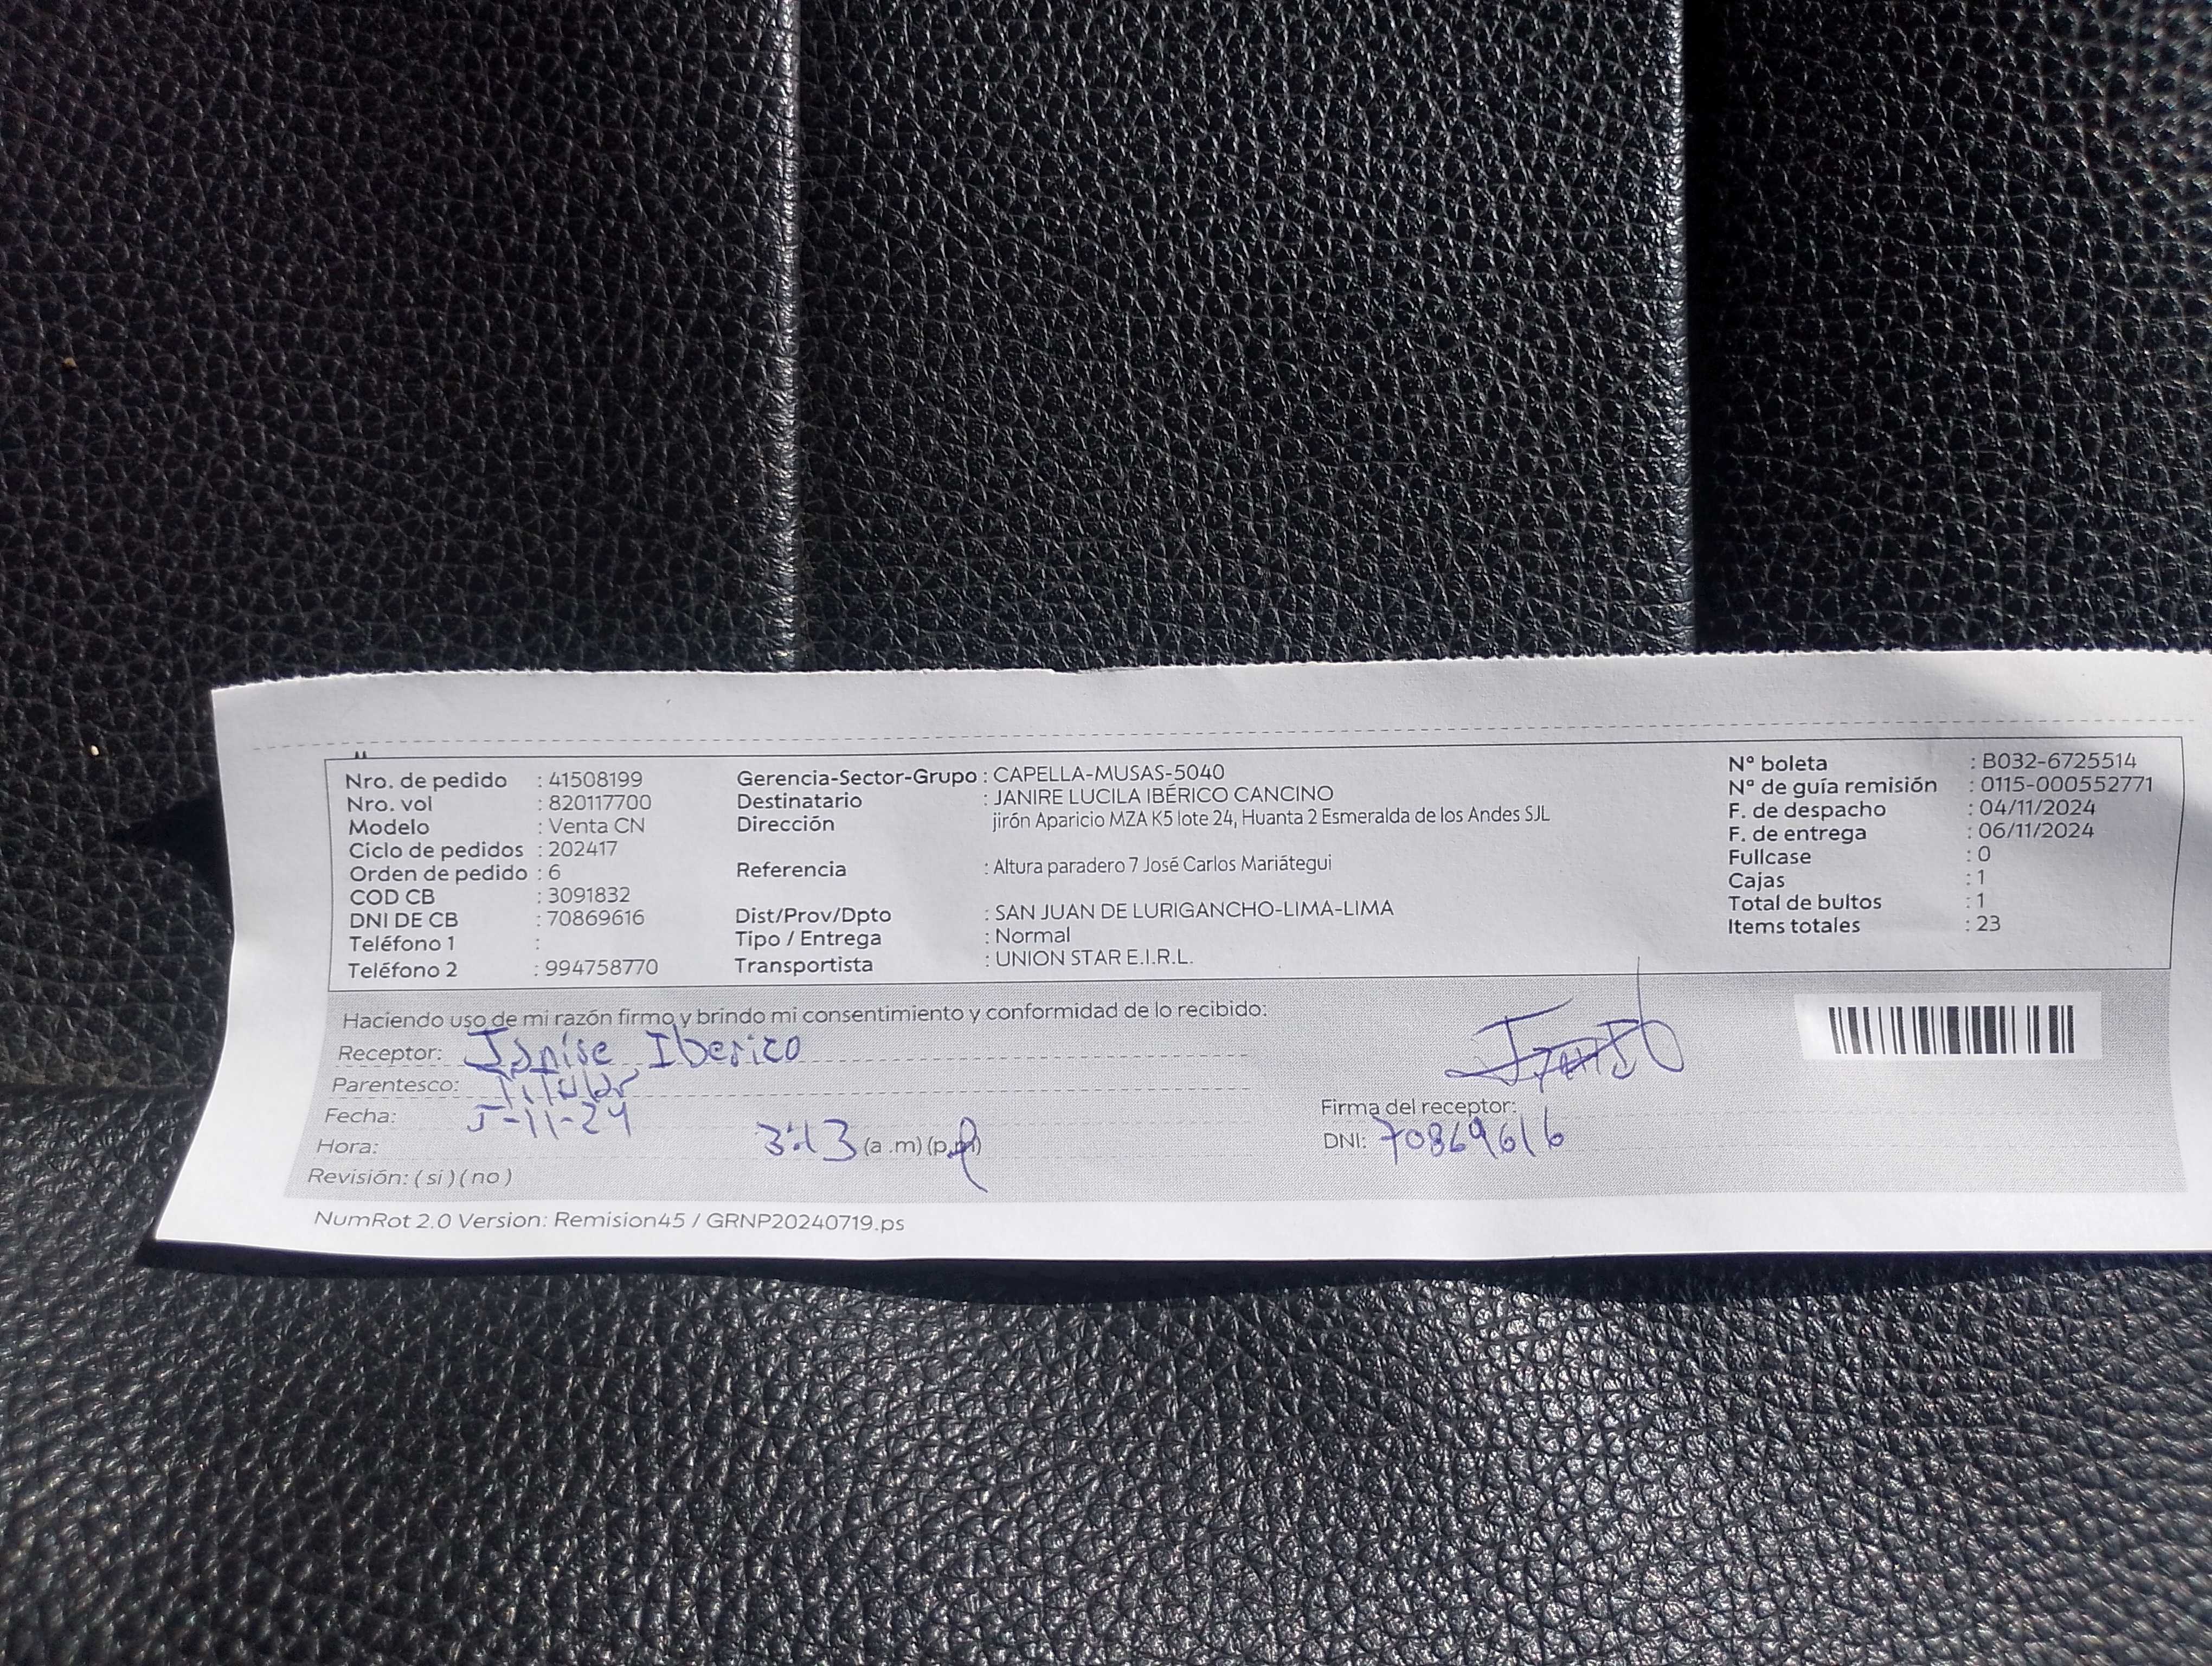 Nro. de pedido : 41508199
Nro. vol : 820117700
Modelo : Venta CN
Ciclo de pedidos : 202417
Orden de pedido : 6
COD CB : 3091832
DNI DE CB : 70869616
Teléfono 1 :
Teléfono 2 : 994758770
Gerencia-Sector-Grupo : CAPELLA-MUSAS-5040
Destinatario : JANIRE LUCILA IBÉRICO CANCINO
Dirección jirón Aparicio MZA K5 lote 24, Huanta 2 Esmeralda de los Andes SJL
Referencia : Altura paradero 7 José Carlos Mariátegui
Dist/Prov/Dpto : SAN JUAN DE LURIGANCHO-LIMA-LIMA
Tipo / Entrega : Normal
Transportista : UNION STAR E.I.R.L.
Nº boleta : B032-6725514
Nº de guía remisión : 0115-000552771
F. de despacho : 04/11/2024
F. de entrega : 06/11/2024
Fullcase : 0
Cajas : 1
Total de bultos : 1
Items totales : 23
Haciendo uso de mi razón firmo y brindo mi consentimiento y conformidad de lo recibido:
Receptor: Janire Iberico
Parentesco: Titular
Fecha: 5-11-24
Hora: 3:13 (a .m) (p.m)
Revisión: ( si ) ( no )
Firma del receptor:
DNI: 70869616
NumRot 2.0 Version: Remision45 / GRNP20240719.ps